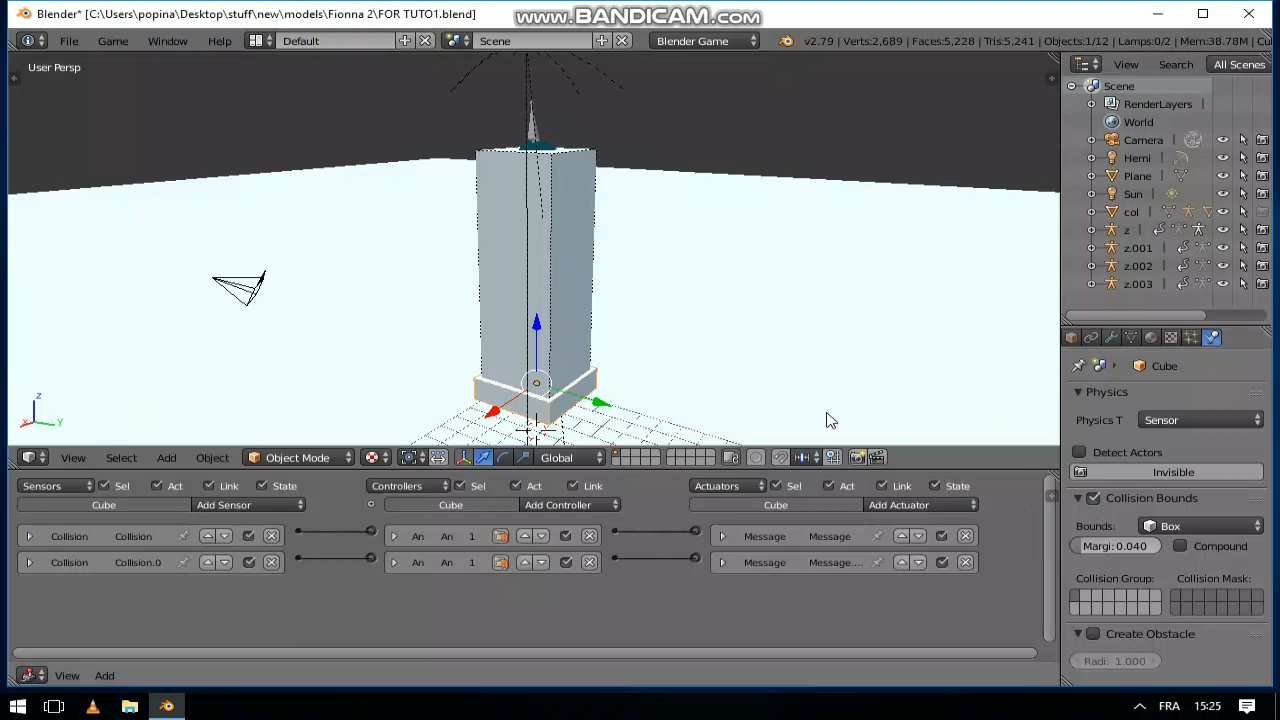 Blender* [C:\Users\popina\Desktop\stuff\new\models\Fionna 2\FOR TUTO1.blend]
www.BANDICAM.com
File Game Window Help Default Scene Blender Game v2.79 | Verts:2,689 | Faces:5,228 | Tris:5,241 | Objects:1/12 | Lamps:0/2 | Mem:38.78M | Cu
User Persp
View Search All Scenes
Scene
RenderLayers
World
Camera
Hemi
Plane
Sun
col
z
z.001
z.002
z.003
z
x
y
Cube
Physics
Physics T Sensor
Detect Actors
Invisible
Collision Bounds
Bounds: Box
Margi: 0.040 Compound
Collision Group: Collision Mask:
Create Obstacle
Radi: 1.000
View Select Add Object Object Mode Global
Sensors Sel Act Link State Controllers Sel Act Link Actuators Sel Act Link State
Cube Add Sensor Cube Add Controller Cube Add Actuator
Collision Collision An An 1 Message Message
Collision Collision.0 An An 1 Message Message....
View Add
FRA 15:25